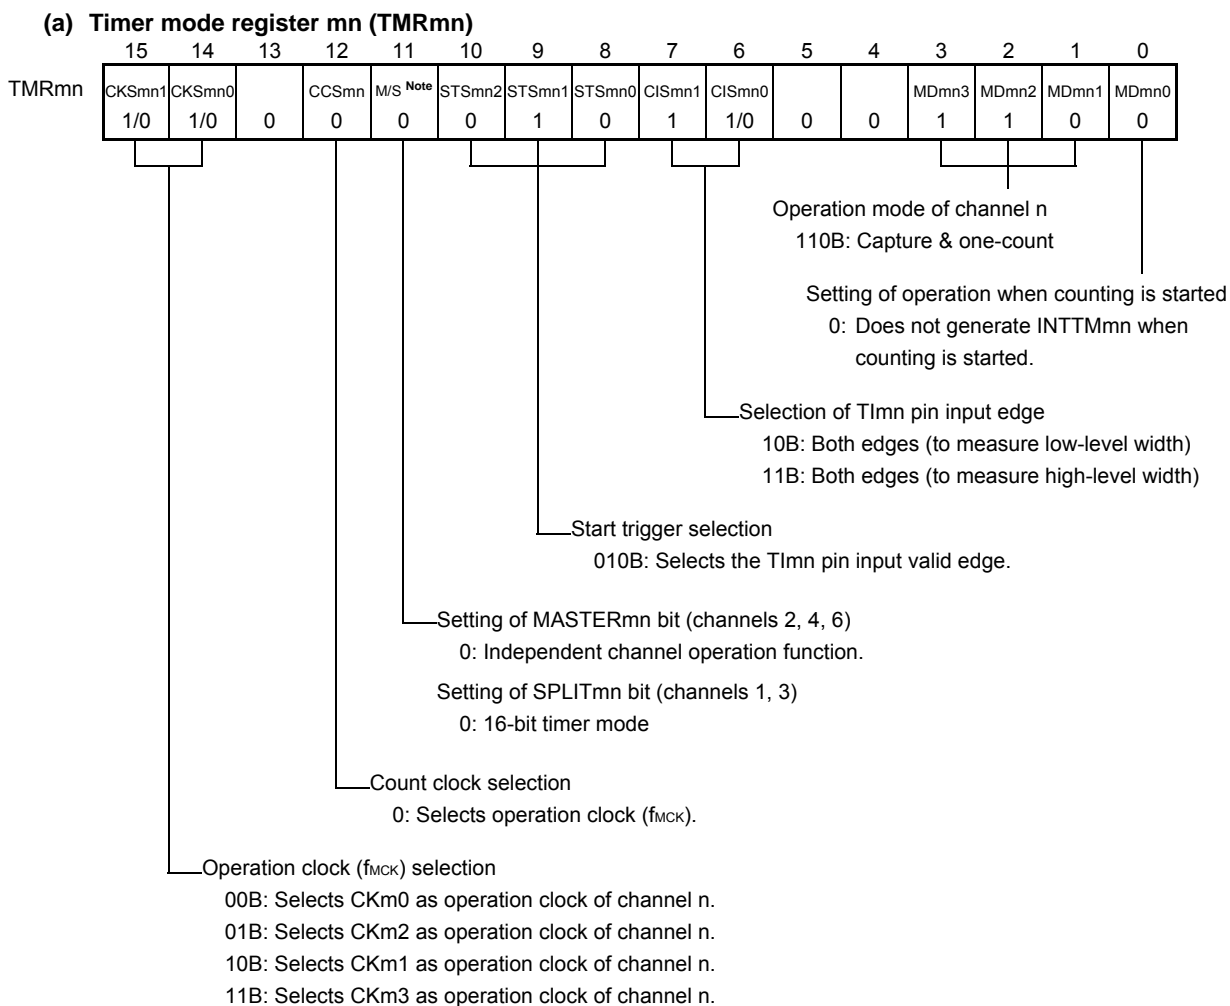 (a) Timer mode register mn (TMRmn)
15 14 13 12 11 10 9 8 7 6 5 4 3 2 1 0
TMRmn CKSmn1 CKSmn0 CCSmn M/S Note STSmn2 STSmn1 STSmn0 CISmn1 CISmn0 MDmn3 MDmn2 MDmn1 MDmn0
1/0 1/0 0 0 0 0 1 0 1 1/0 0 0 1 1 0 0
Operation mode of channel n
110B: Capture & one-count
Setting of operation when counting is started
0: Does not generate INTTMmn when
counting is started.
Selection of TImn pin input edge
10B: Both edges (to measure low-level width)
11B: Both edges (to measure high-level width)
Start trigger selection
010B: Selects the TImn pin input valid edge.
Setting of MASTERmn bit (channels 2, 4, 6)
0: Independent channel operation function.
Setting of SPLITmn bit (channels 1, 3)
0: 16-bit timer mode
Count clock selection
0: Selects operation clock (fMCK).
Operation clock (fMCK) selection
00B: Selects CKm0 as operation clock of channel n.
01B: Selects CKm2 as operation clock of channel n.
10B: Selects CKm1 as operation clock of channel n.
11B: Selects CKm3 as operation clock of channel n.